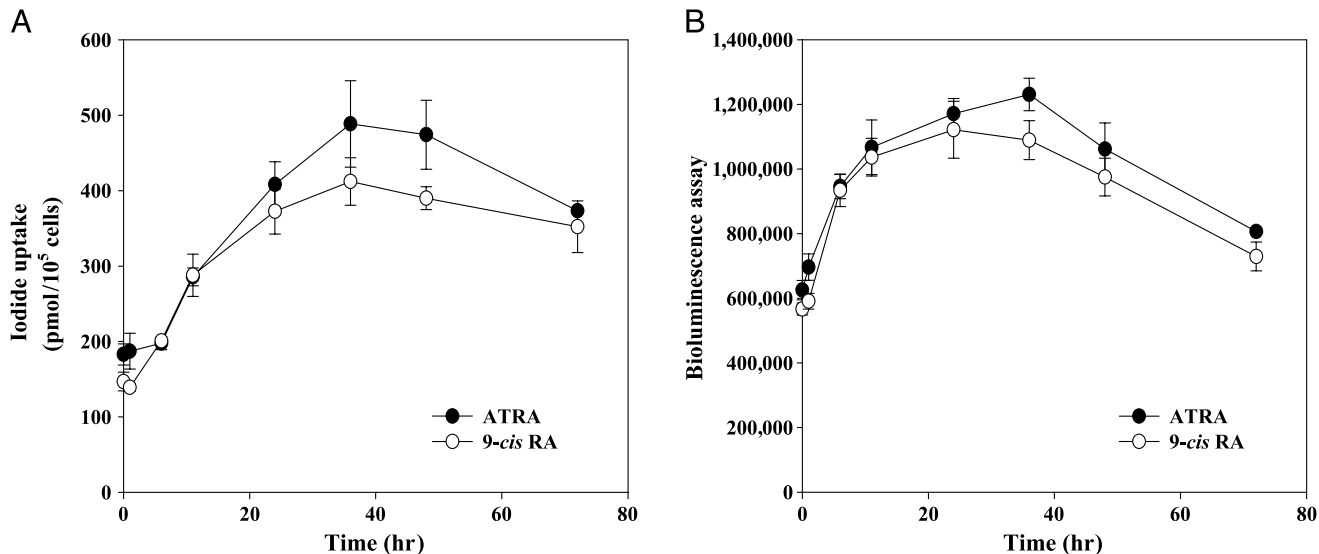 A
600
500
400
300
200
100
0
Iodide uptake
(pmol/10⁵ cells)
ATRA
9-cis RA
0 20 40 60 80
Time (hr)
B
1,400,000
1,200,000
1,000,000
800,000
600,000
400,000
200,000
0
Bioluminescence assay
ATRA
9-cis RA
0 20 40 60 80
Time (hr)